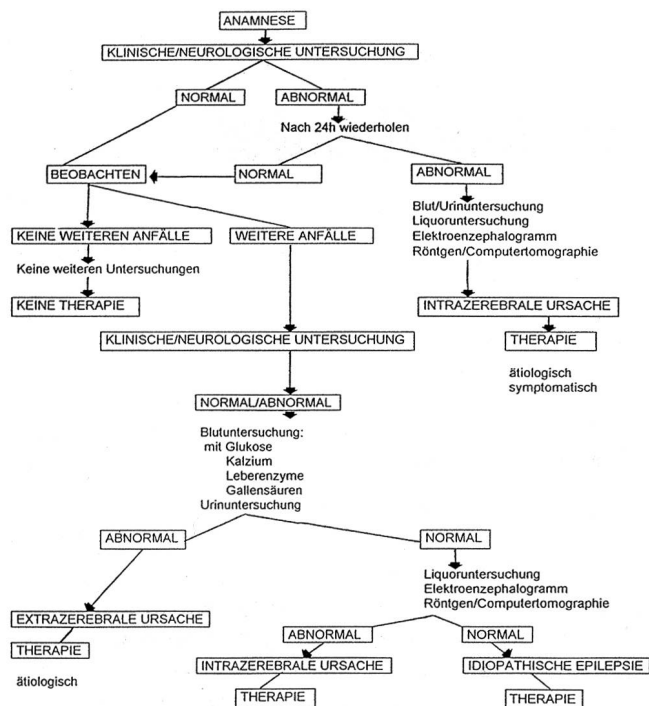 ANAMNESE
KLINISCHE/NEUROLOGISCHE UNTERSUCHUNG
NORMAL
ABNORMAL
Nach 24h wiederholen
BEOBACHTEN
NORMAL
ABNORMAL
Blut/Urinuntersuchung
Liquoruntersuchung
Elektroenzephalogramm
Röntgen/Computertomographie
KEINE WEITEREN ANFÄLLE
WEITERE ANFÄLLE
Keine weiteren Untersuchungen
KEINE THERAPIE
INTRAZEREBRALE URSACHE
THERAPIE
ätiologisch
symptomatisch
KLINISCHE/NEUROLOGISCHE UNTERSUCHUNG
NORMAL/ABNORMAL
Blutuntersuchung:
mit Glukose
Kalzium
Leberenzyme
Gallensäuren
Urinuntersuchung
ABNORMAL
NORMAL
Liquoruntersuchung
Elektroenzephalogramm
Röntgen/Computertomographie
EXTRAZEREBRALE URSACHE
THERAPIE
ätiologisch
ABNORMAL
NORMAL
INTRAZEREBRALE URSACHE
IDIOPATHISCHE EPILEPSIE
THERAPIE
THERAPIE